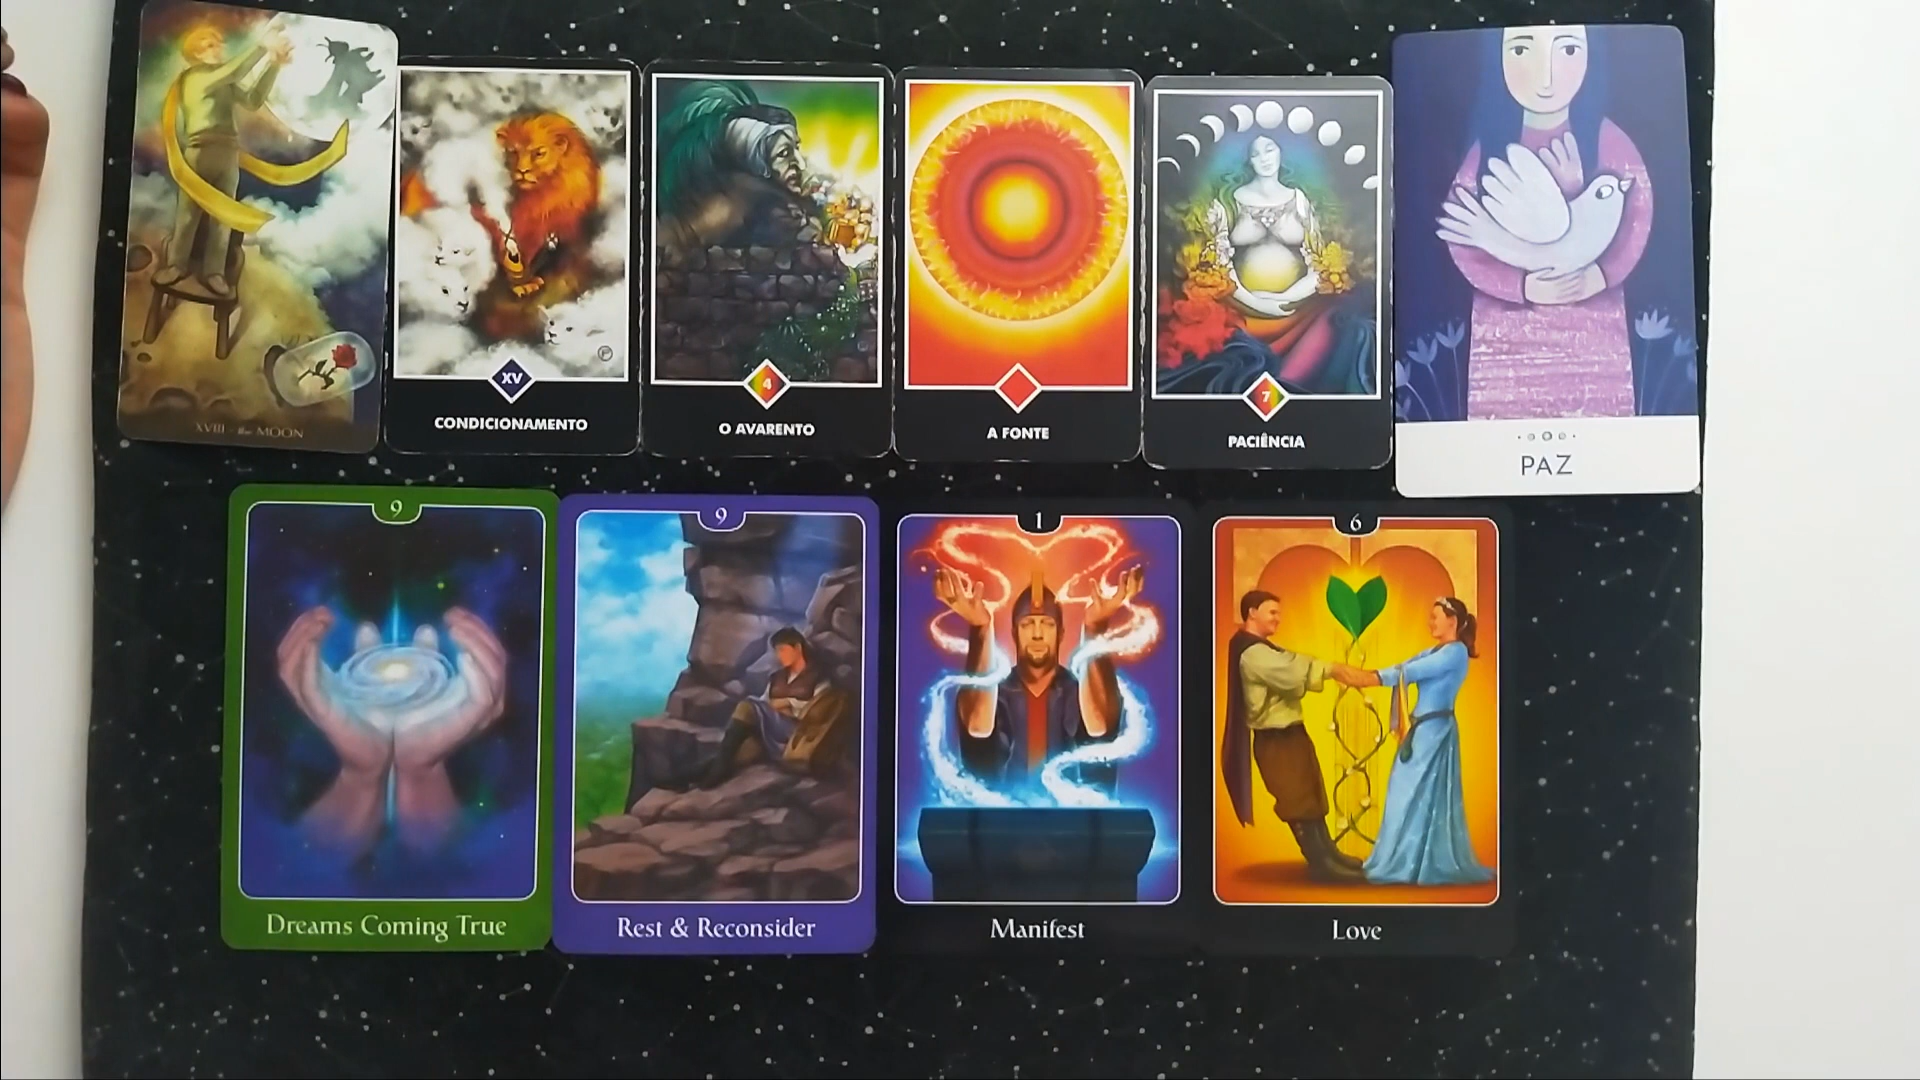 XVIII - the MOON
XV
CONDICIONAMENTO
4
O AVARENTO
A FONTE
7
PACIÊNCIA
PAZ
9
Dreams Coming True
9
Rest & Reconsider
1
Manifest
6
Love